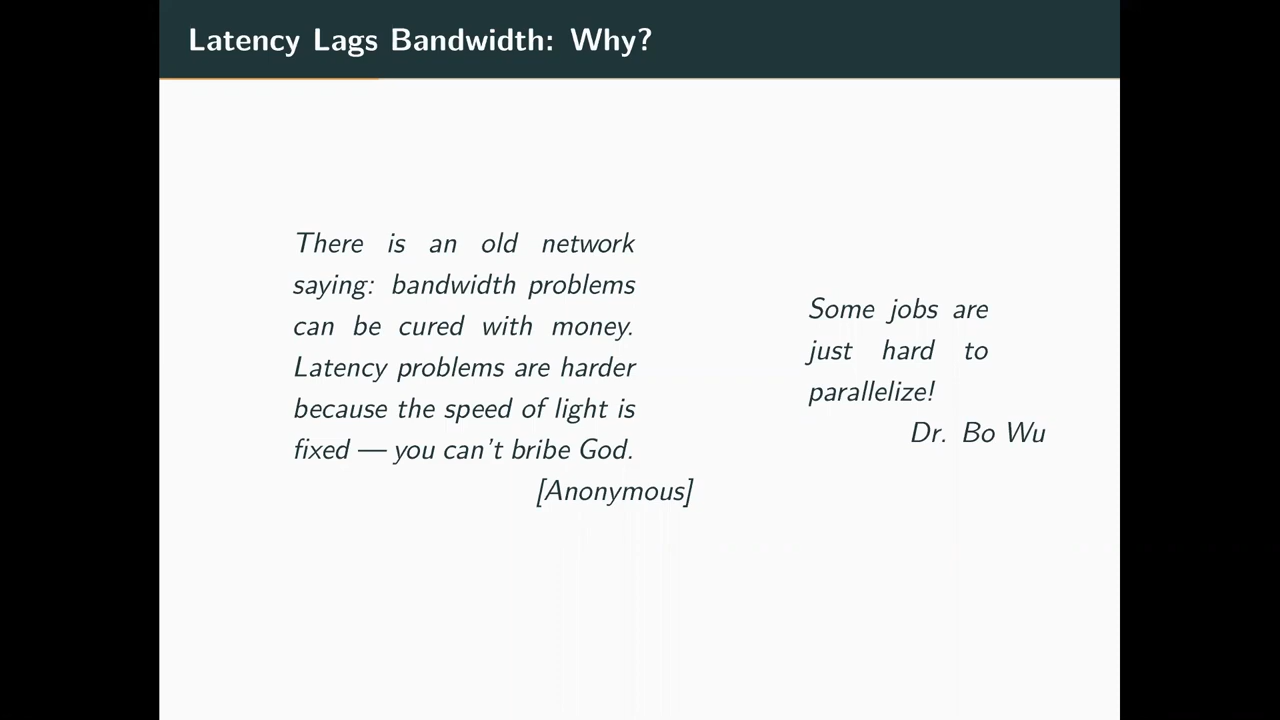 Latency Lags Bandwidth: Why?
There is an old network
saying: bandwidth problems
can be cured with money.
Latency problems are harder
because the speed of light is
fixed — you can't bribe God.
[Anonymous]
Some jobs are
just hard to
parallelize!
Dr. Bo Wu